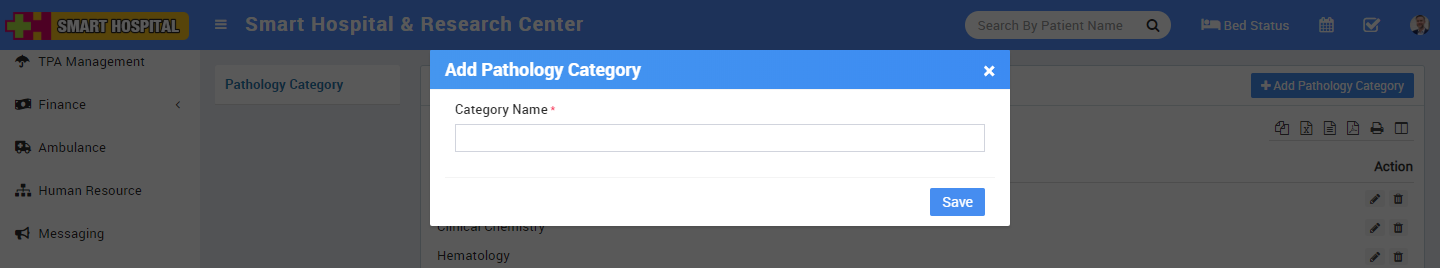 SMART HOSPITAL
Smart Hospital & Research Center
Search By Patient Name
Bed Status
TPA Management
Finance
Ambulance
Human Resource
Messaging
Pathology Category
Add Pathology Category
×
Category Name *
Save
+ Add Pathology Category
Action
Clinical Chemistry
Hematology